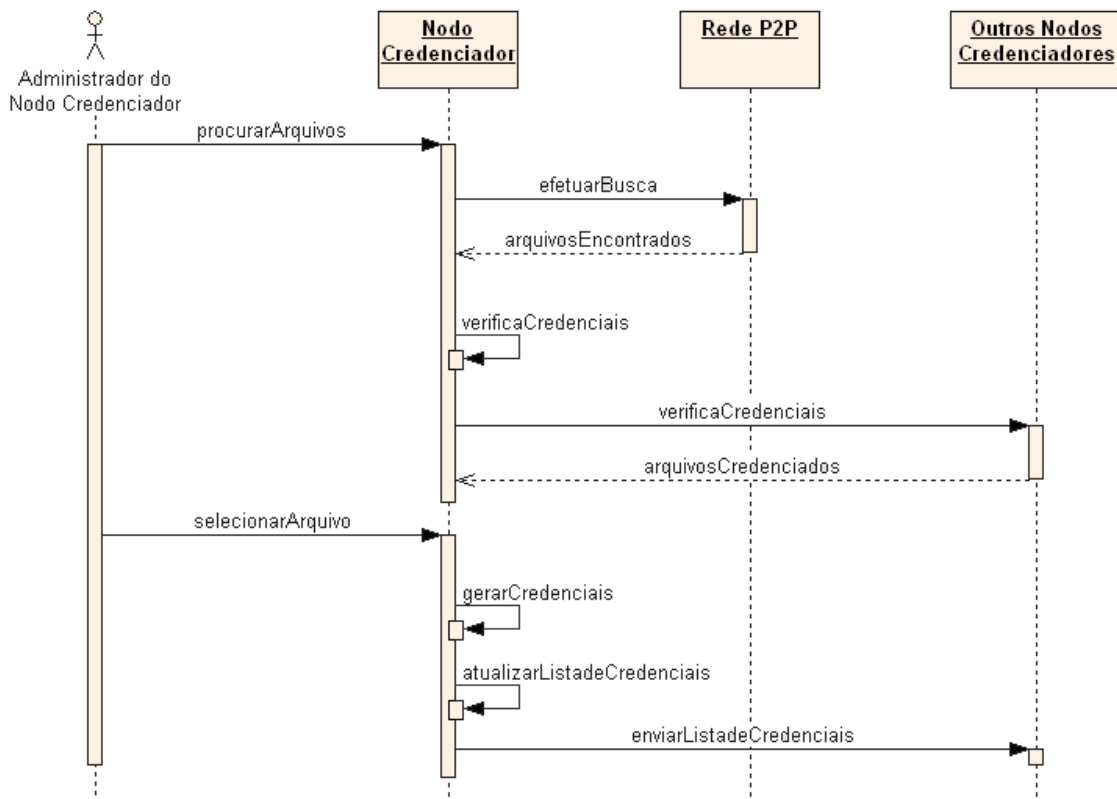 Administrador do
Nodo Credenciador
Nodo
Credenciador
Rede P2P
Outros Nodos
Credenciadores
procurarArquivos
efetuarBusca
arquivosEncontrados
verificaCredenciais
verificaCredenciais
arquivosCredenciados
selecionarArquivo
gerarCredenciais
atualizarListadeCredenciais
enviarListadeCredenciais